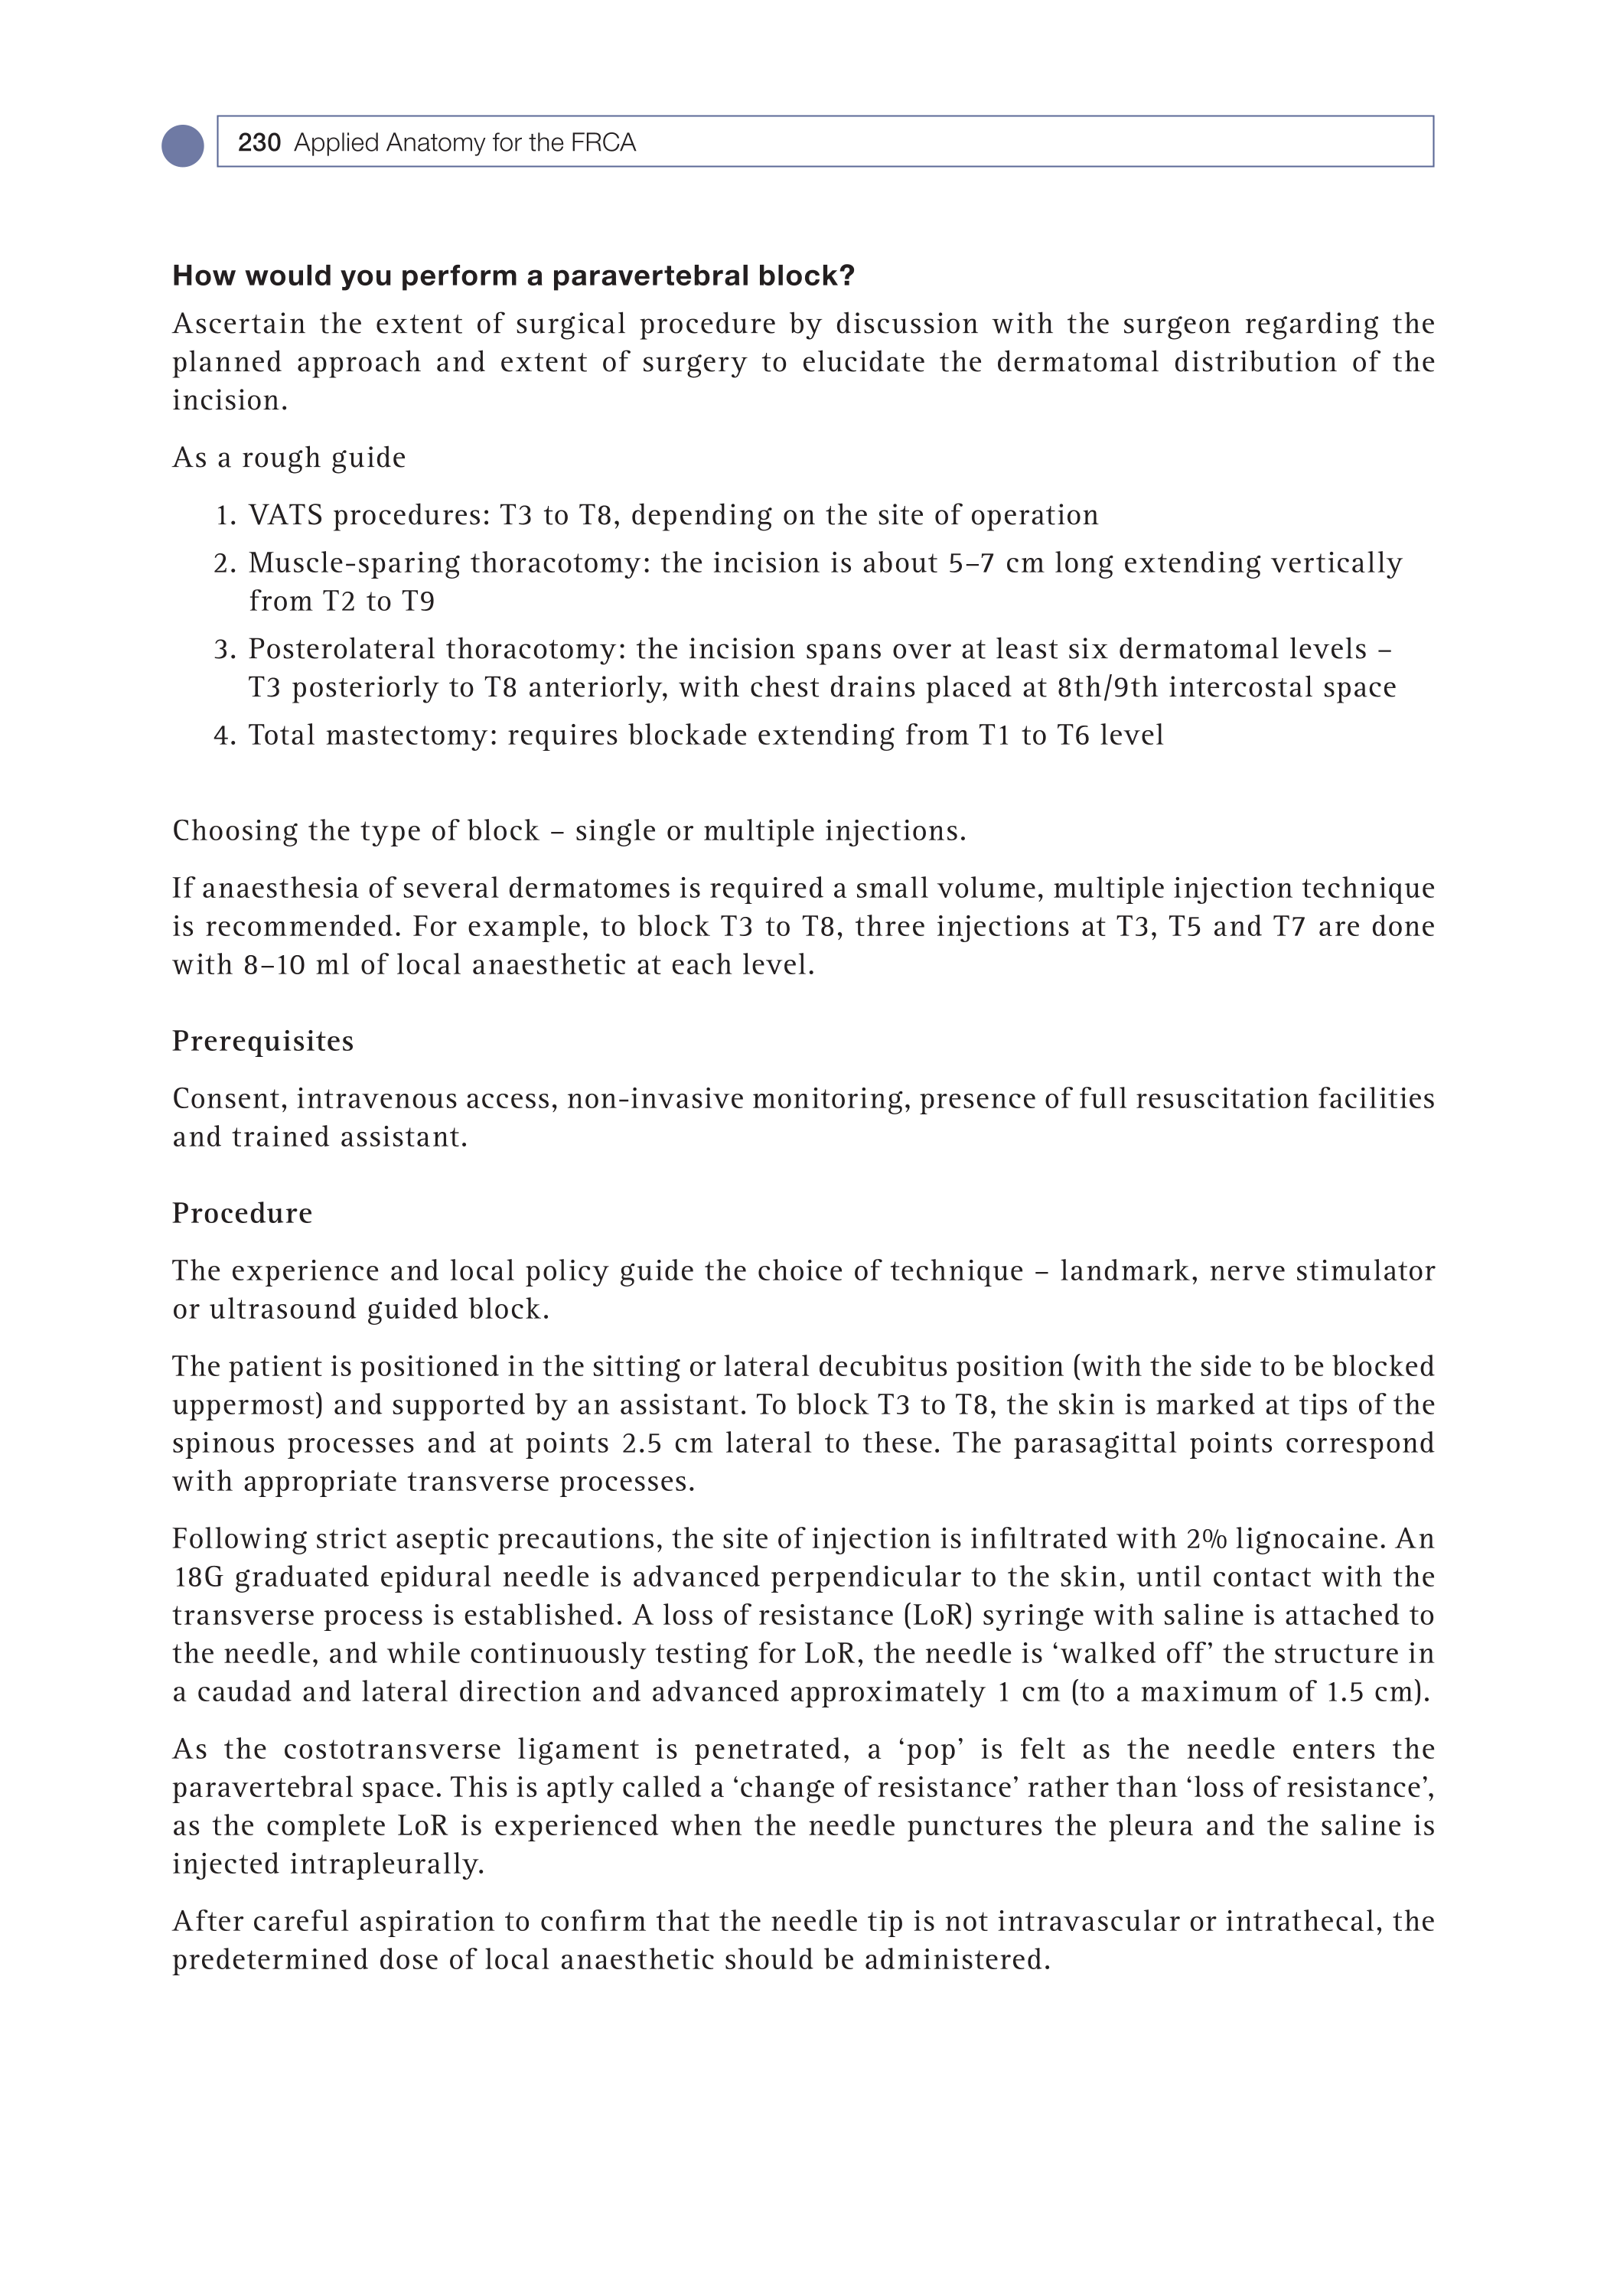 230 Applied Anatomy for the FRCA
How would you perform a paravertebral block?
Ascertain the extent of surgical procedure by discussion with the surgeon regarding the
planned approach and extent of surgery to elucidate the dermatomal distribution of the
incision.
As a rough guide
1. VATS procedures: T3 to T8, depending on the site of operation
2. Muscle-sparing thoracotomy: the incision is about 5–7 cm long extending vertically
from T2 to T9
3. Posterolateral thoracotomy: the incision spans over at least six dermatomal levels –
T3 posteriorly to T8 anteriorly, with chest drains placed at 8th/9th intercostal space
4. Total mastectomy: requires blockade extending from T1 to T6 level
Choosing the type of block – single or multiple injections.
If anaesthesia of several dermatomes is required a small volume, multiple injection technique
is recommended. For example, to block T3 to T8, three injections at T3, T5 and T7 are done
with 8–10 ml of local anaesthetic at each level.
Prerequisites
Consent, intravenous access, non-invasive monitoring, presence of full resuscitation facilities
and trained assistant.
Procedure
The experience and local policy guide the choice of technique – landmark, nerve stimulator
or ultrasound guided block.
The patient is positioned in the sitting or lateral decubitus position (with the side to be blocked
uppermost) and supported by an assistant. To block T3 to T8, the skin is marked at tips of the
spinous processes and at points 2.5 cm lateral to these. The parasagittal points correspond
with appropriate transverse processes.
Following strict aseptic precautions, the site of injection is infiltrated with 2% lignocaine. An
18G graduated epidural needle is advanced perpendicular to the skin, until contact with the
transverse process is established. A loss of resistance (LoR) syringe with saline is attached to
the needle, and while continuously testing for LoR, the needle is ‘walked off’ the structure in
a caudad and lateral direction and advanced approximately 1 cm (to a maximum of 1.5 cm).
As the costotransverse ligament is penetrated, a ‘pop’ is felt as the needle enters the
paravertebral space. This is aptly called a ‘change of resistance’ rather than ‘loss of resistance’,
as the complete LoR is experienced when the needle punctures the pleura and the saline is
injected intrapleurally.
After careful aspiration to confirm that the needle tip is not intravascular or intrathecal, the
predetermined dose of local anaesthetic should be administered.